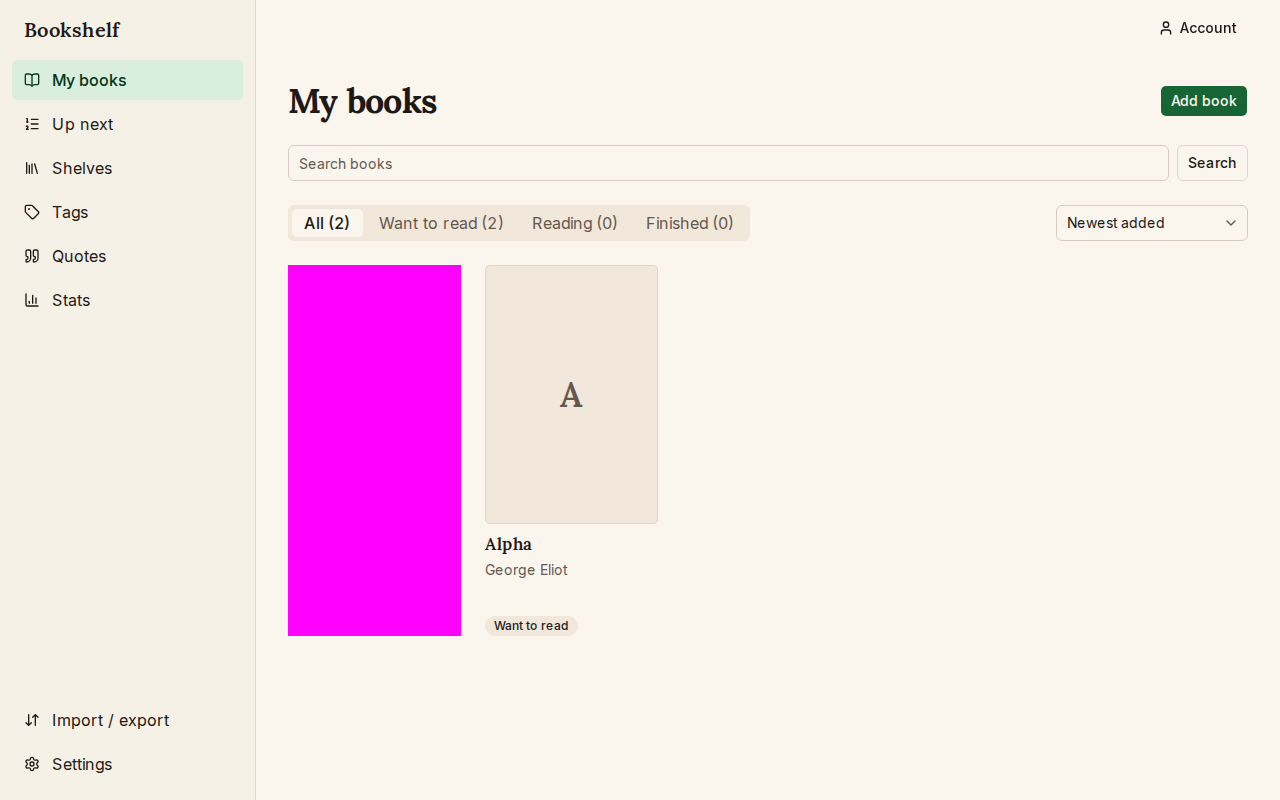 Bookshelf
My books
Up next
Shelves
Tags
Quotes
Stats
Import / export
Settings
Account
My books
Add book
Search books
Search
All (2)
Want to read (2)
Reading (0)
Finished (0)
Newest added
A
Alpha
George Eliot
Want to read